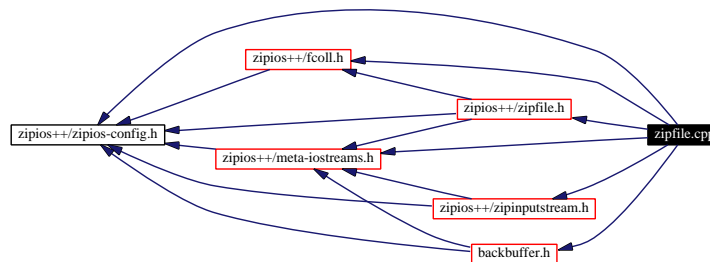 zipios++/fcoll.h
zipios++/zipfile.h
zipios++/zipios-config.h
zipfile.cpp
zipios++/meta-iostreams.h
zipios++/zipinputstream.h
backbuffer.h